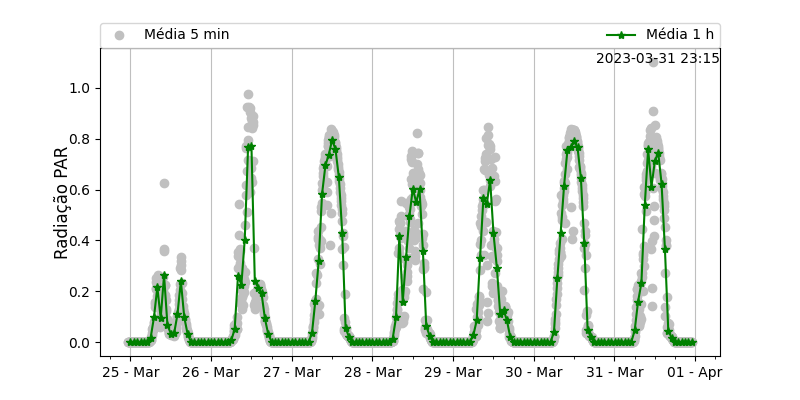 Média 5 min
Média 1 h
2023-03-31 23:15
Radiação PAR
1.0
0.8
0.6
0.4
0.2
0.0
25 - Mar
26 - Mar
27 - Mar
28 - Mar
29 - Mar
30 - Mar
31 - Mar
01 - Apr